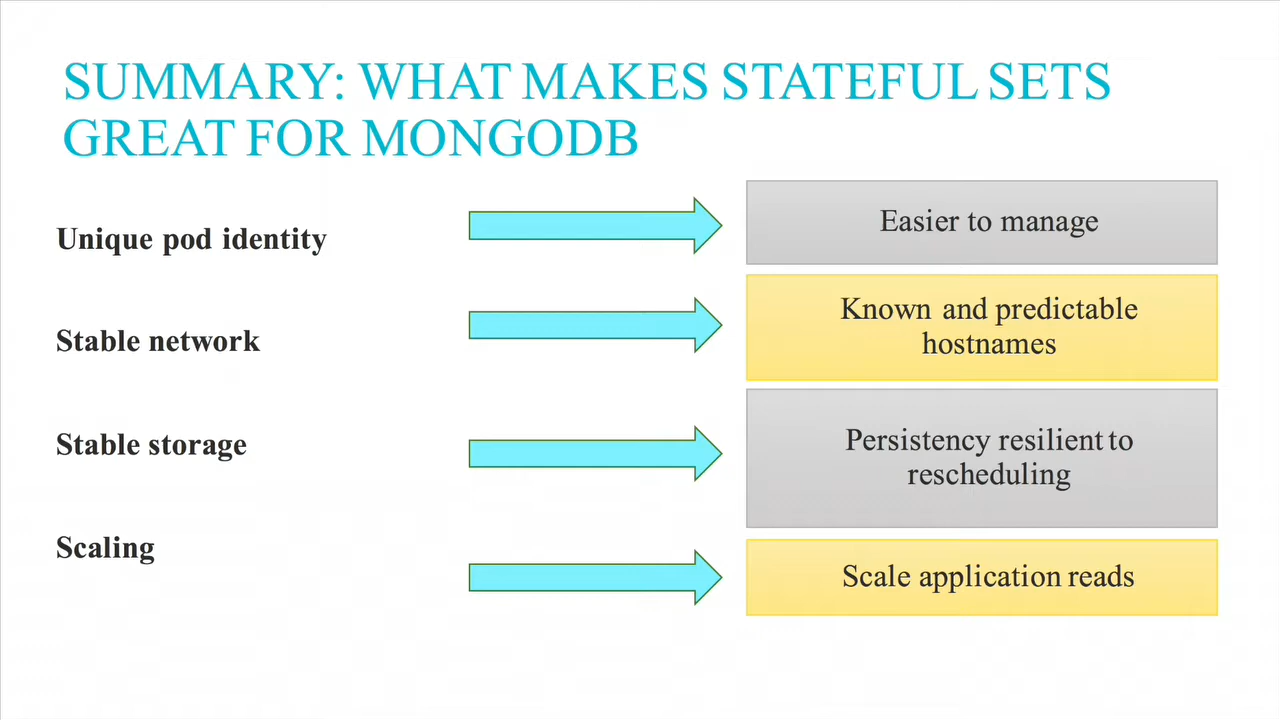 SUMMARY: WHAT MAKES STATEFUL SETS
GREAT FOR MONGODB
Unique pod identity
Easier to manage
Stable network
Known and predictable
hostnames
Stable storage
Persistency resilient to
rescheduling
Scaling
Scale application reads